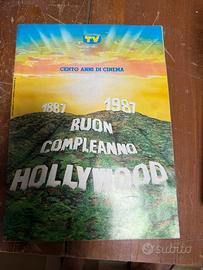 TV
CENTO ANNI DI CINEMA
1887 1987
BUON
COMPLEANNO
HOLLYWOOD
subito